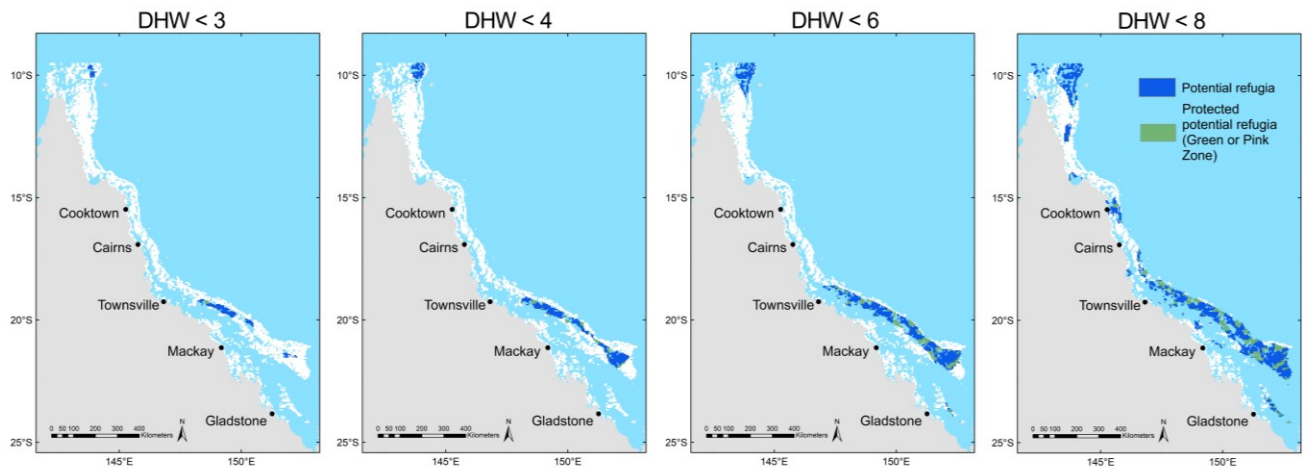 DHW < 3
DHW < 4
DHW < 6
DHW < 8
10°S
15°S
20°S
25°S
Cooktown
Cairns
Townsville
Mackay
Gladstone
0 50 100 200 300 400
Kilometers
N
145°E
150°E
10°S
15°S
20°S
25°S
Cooktown
Cairns
Townsville
Mackay
Gladstone
0 50 100 200 300 400
Kilometers
N
145°E
150°E
10°S
15°S
20°S
25°S
Cooktown
Cairns
Townsville
Mackay
Gladstone
0 50 100 200 300 400
Kilometers
N
145°E
150°E
Potential refugia
Protected
potential refugia
(Green or Pink
Zone)
10°S
15°S
20°S
25°S
Cooktown
Cairns
Townsville
Mackay
Gladstone
0 50 100 200 300 400
Kilometers
N
145°E
150°E